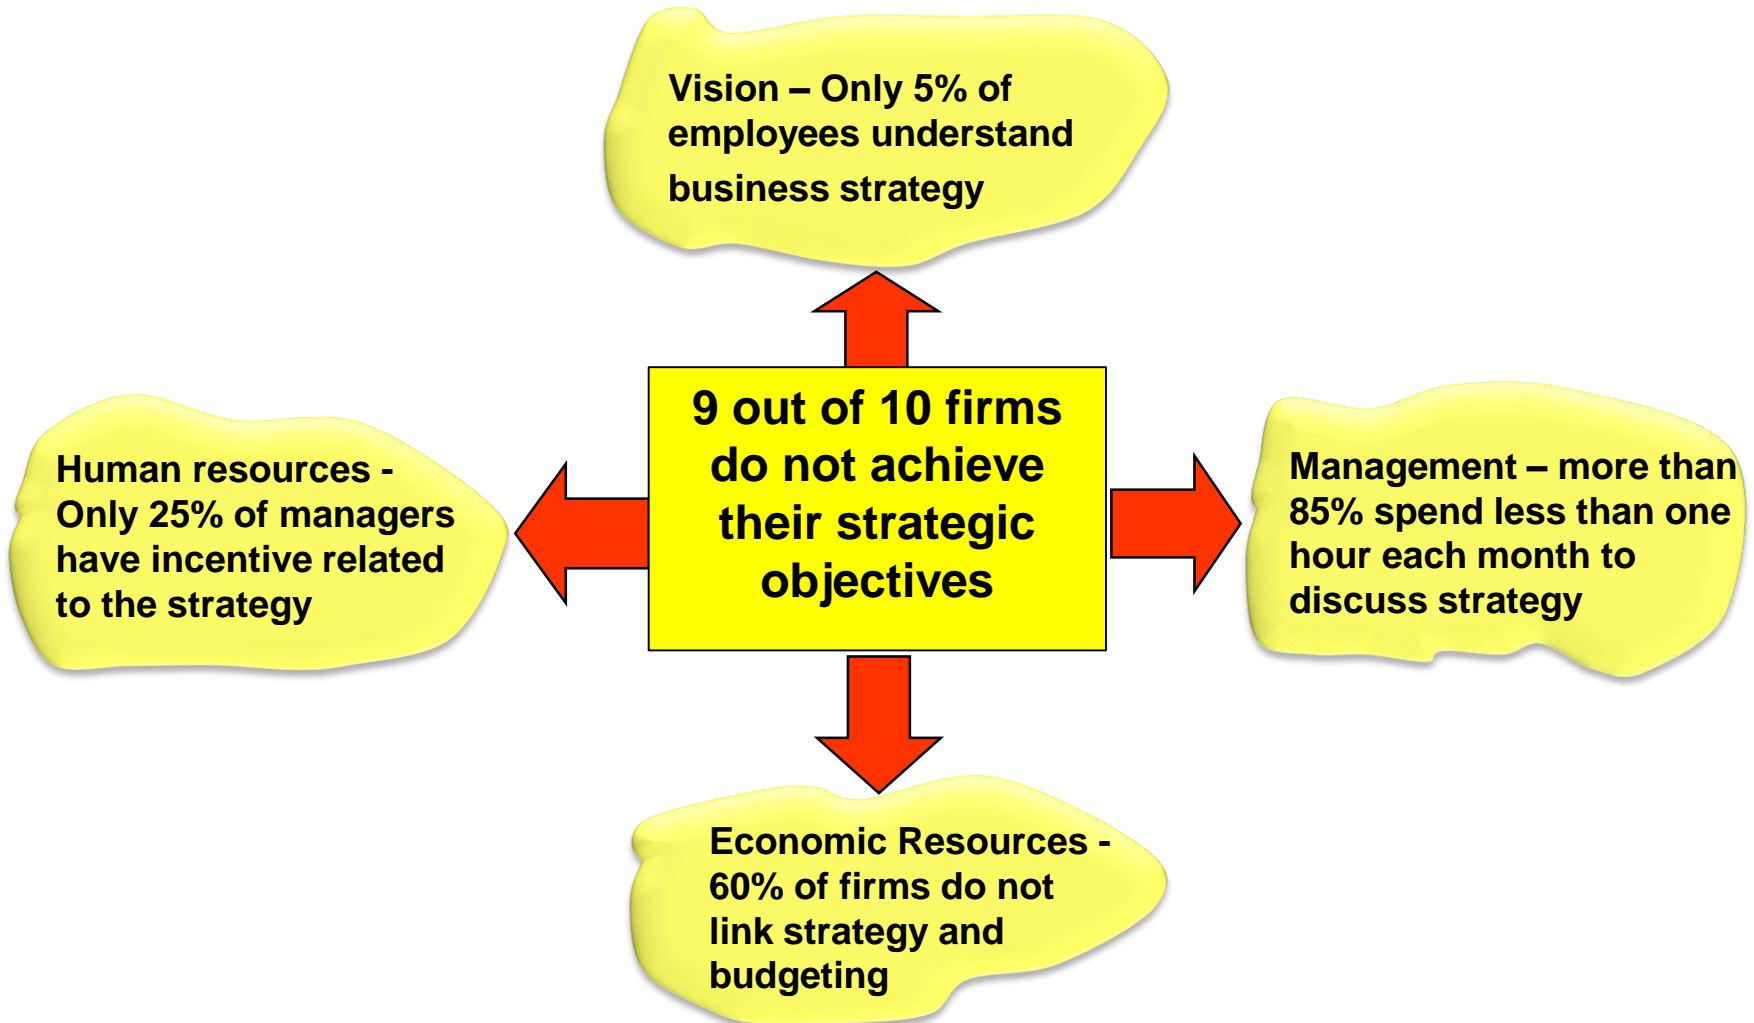 Vision – Only 5% of
employees understand
business strategy
9 out of 10 firms
do not achieve
their strategic
objectives
Human resources -
Only 25% of managers
have incentive related
to the strategy
Management – more than
85% spend less than one
hour each month to
discuss strategy
Economic Resources -
60% of firms do not
link strategy and
budgeting